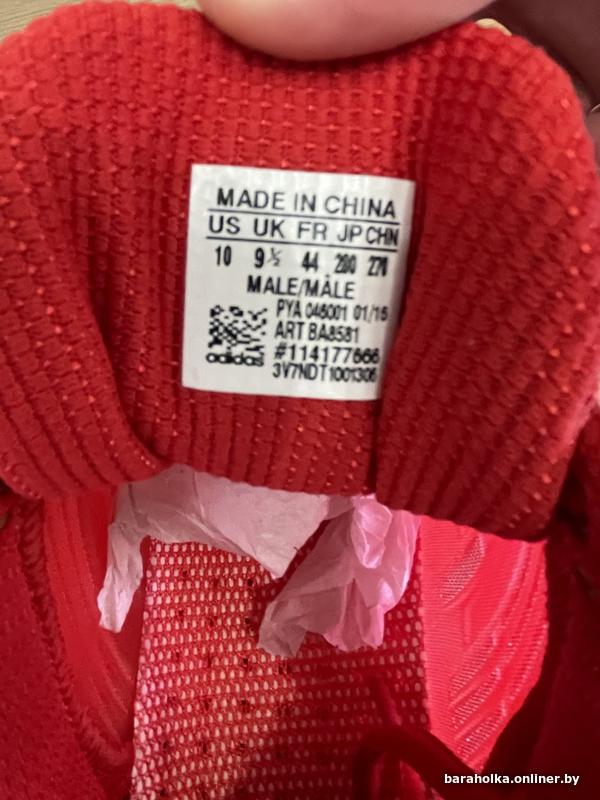 MADE IN CHINA
US UK FR JP CHN
10 9½ 44 280 270
MALE/MÂLE
PYA 046001 01/16
ART BA8581
#114177666
adidas
3V7NDT1001306
baraholka.onliner.by